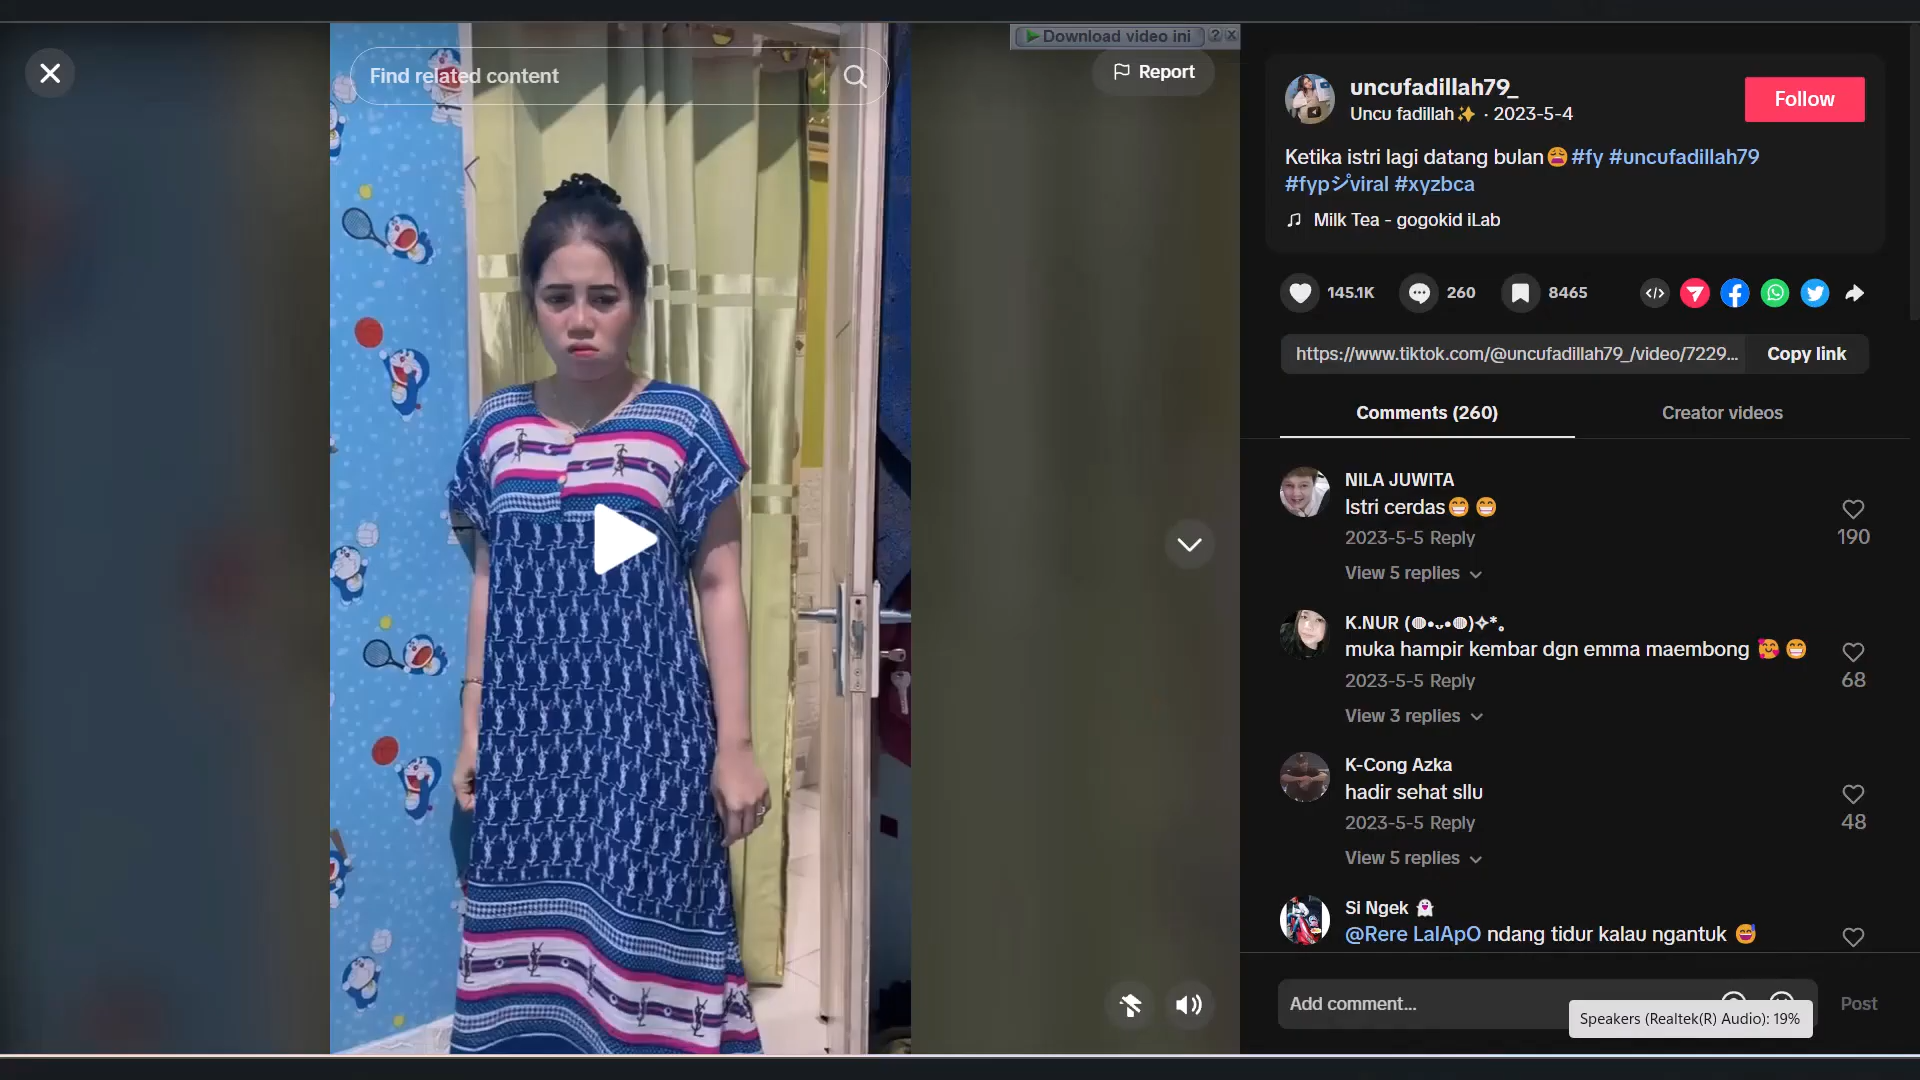 Download video ini
? x
Find related content
Report
uncufadillah79_
Uncu fadillah✨ · 2023-5-4
Follow
Ketika istri lagi datang bulan😩#fy #uncufadillah79
#fypシviral #xyzbca
Milk Tea - gogokid iLab
145.1K
260
8465
https://www.tiktok.com/@uncufadillah79_/video/7229...
Copy link
Comments (260)
Creator videos
NILA JUWITA
Istri cerdas😁😁
190
2023-5-5 Reply
View 5 replies
K.NUR (◍•ᴗ•◍)✧*。
muka hampir kembar dgn emma maembong 🥰😁
68
2023-5-5 Reply
View 3 replies
K-Cong Azka
hadir sehat sllu
48
2023-5-5 Reply
View 5 replies
Si Ngek 👻
@Rere LalApO ndang tidur kalau ngantuk 😅
Add comment...
Post
Speakers (Realtek(R) Audio): 19%